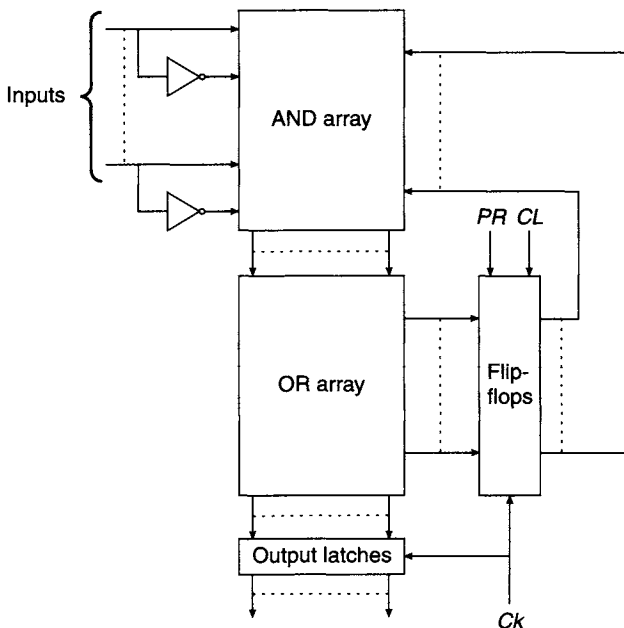 Inputs
AND array
PR CL
OR array
Flip-
flops
Output latches
Ck